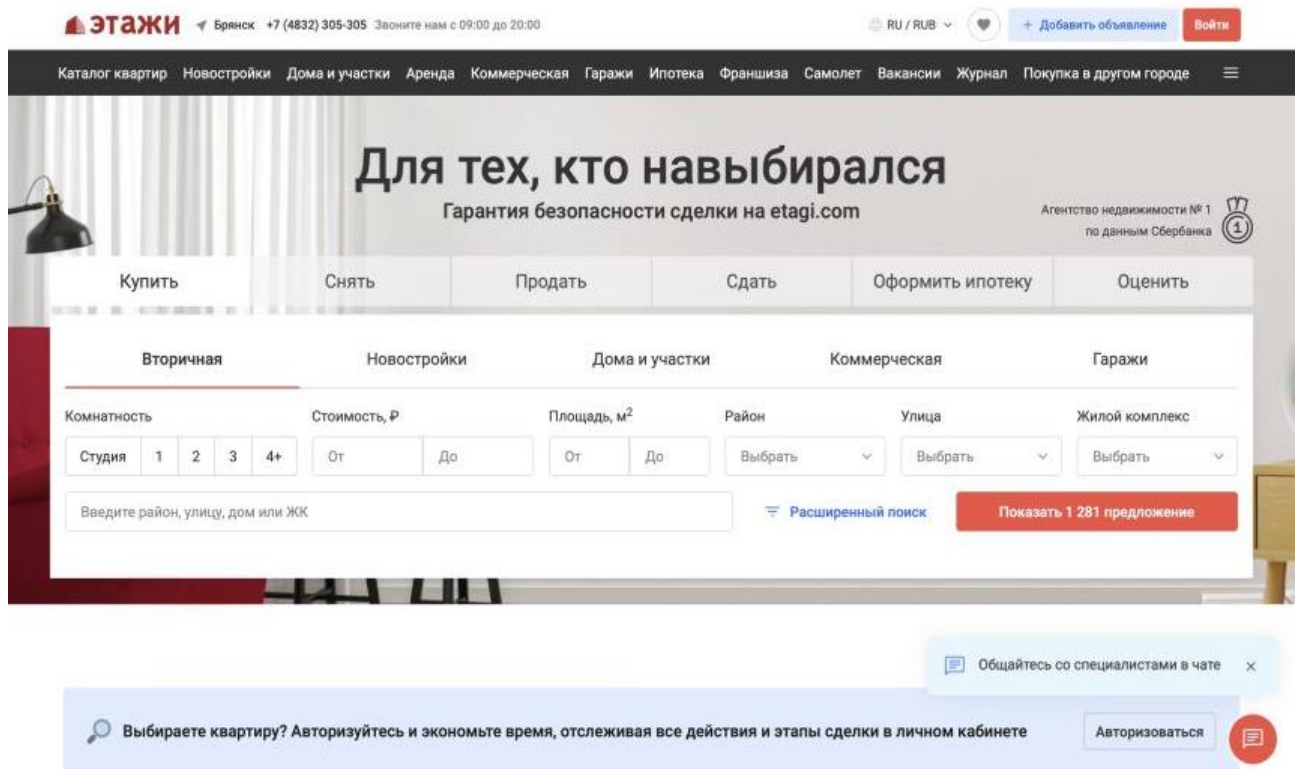 этажи Брянск +7 (4832) 305-305 Звоните нам с 09:00 до 20:00 RU / RUB + Добавить объявление Войти
Каталог квартир Новостройки Дома и участки Аренда Коммерческая Гаражи Ипотека Франшиза Самолет Вакансии Журнал Покупка в другом городе
Для тех, кто навыбирался
Гарантия безопасности сделки на etagi.com
Агентство недвижимости № 1
по данным Сбербанка
1
Купить Снять Продать Сдать Оформить ипотеку Оценить
Вторичная Новостройки Дома и участки Коммерческая Гаражи
Комнатность Стоимость, ₽ Площадь, м² Район Улица Жилой комплекс
Студия 1 2 3 4+ От До От До Выбрать Выбрать Выбрать
Введите район, улицу, дом или ЖК Расширенный поиск Показать 1 281 предложение
Общайтесь со специалистами в чате
Выбираете квартиру? Авторизуйтесь и экономьте время, отслеживая все действия и этапы сделки в личном кабинете Авторизоваться